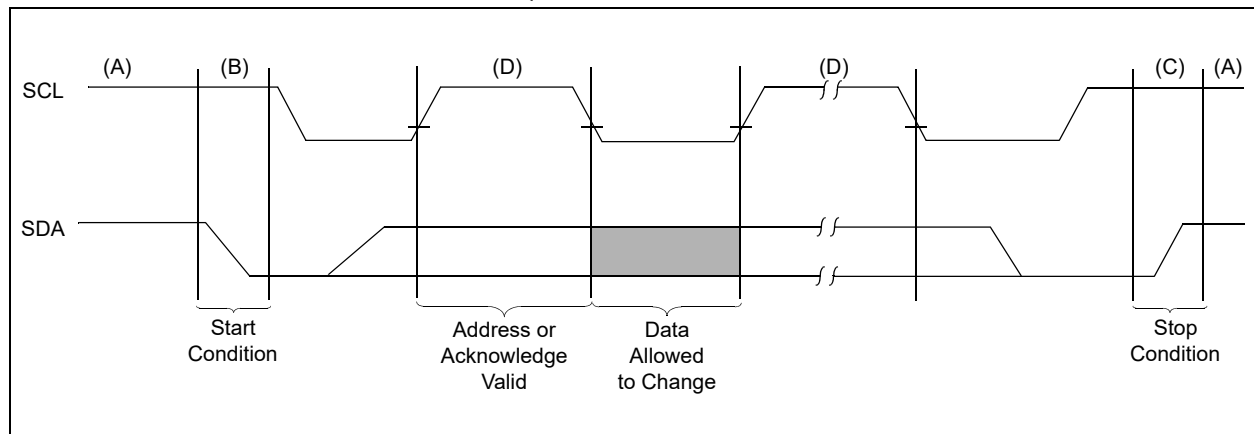 (A) (B) (D) (D) (C) (A)
SCL
SDA
Start
Condition
Address or
Acknowledge
Valid
Data
Allowed
to Change
Stop
Condition